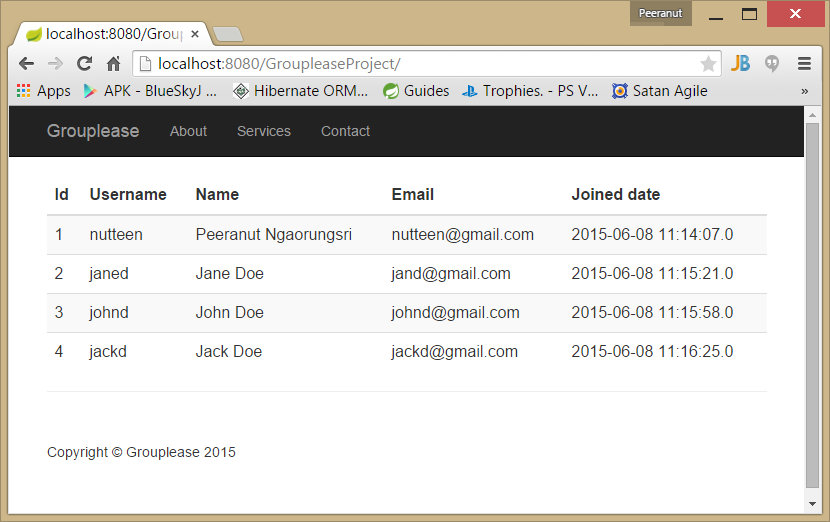 Peeranut
localhost:8080/Group
localhost:8080/GroupleaseProject/
Apps APK - BlueSkyJ ... Hibernate ORM... Guides Trophies. - PS V... Satan Agile »
Grouplease About Services Contact
Id Username Name Email Joined date
1 nutteen Peeranut Ngaorungsri nutteen@gmail.com 2015-06-08 11:14:07.0
2 janed Jane Doe jand@gmail.com 2015-06-08 11:15:21.0
3 johnd John Doe johnd@gmail.com 2015-06-08 11:15:58.0
4 jackd Jack Doe jackd@gmail.com 2015-06-08 11:16:25.0
Copyright © Grouplease 2015